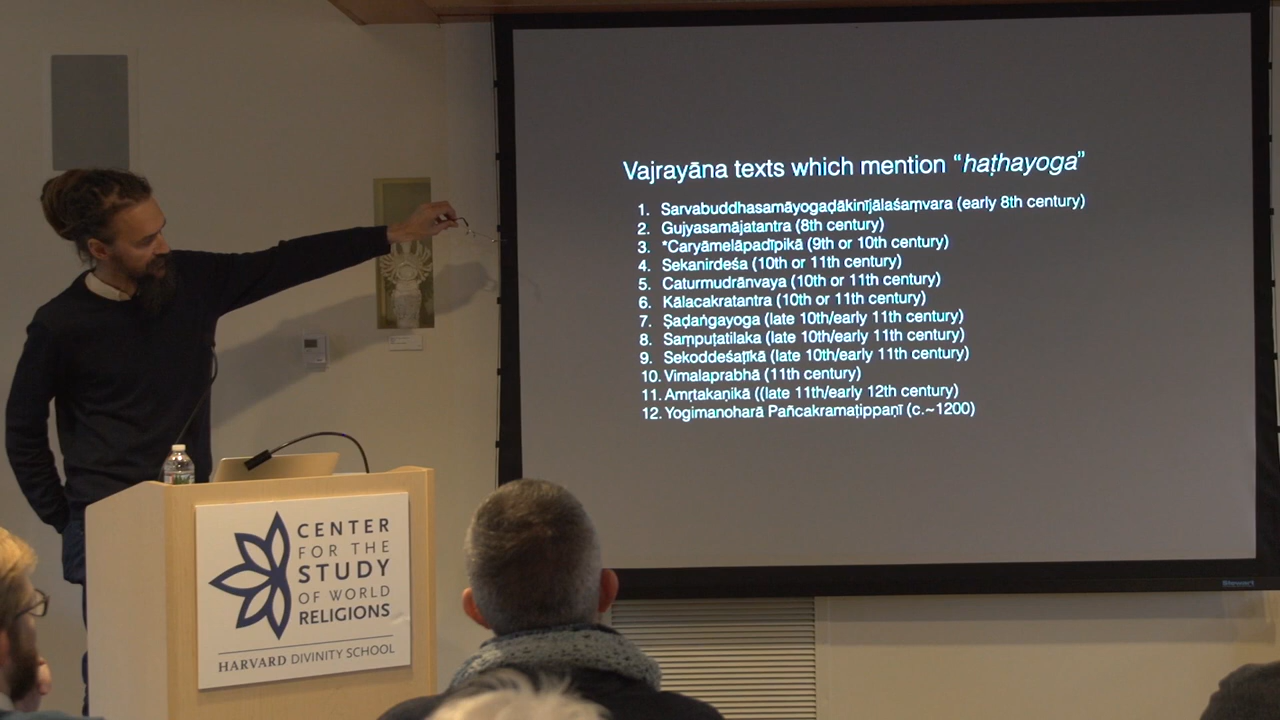 Vajrayāna texts which mention “haṭhayoga”
1. Sarvabuddhasamāyogaḍākinījālaśaṃvara (early 8th century)
2. Gujyasamājatantra (8th century)
3. *Caryāmelāpadīpikā (9th or 10th century)
4. Sekanirdeśa (10th or 11th century)
5. Caturmudrānvaya (10th or 11th century)
6. Kālacakratantra (10th or 11th century)
7. Ṣaḍaṅgayoga (late 10th/early 11th century)
8. Saṃpuṭatilaka (late 10th/early 11th century)
9. Sekoddeśaṭīkā (late 10th/early 11th century)
10. Vimalaprabhā (11th century)
11. Amṛtakaṇikā ((late 11th/early 12th century)
12. Yogimanoharā Pañcakramaṭippaṇī (c.~1200)
CENTER
FOR THE
STUDY
OF WORLD
RELIGIONS
HARVARD DIVINITY SCHOOL
Stewart